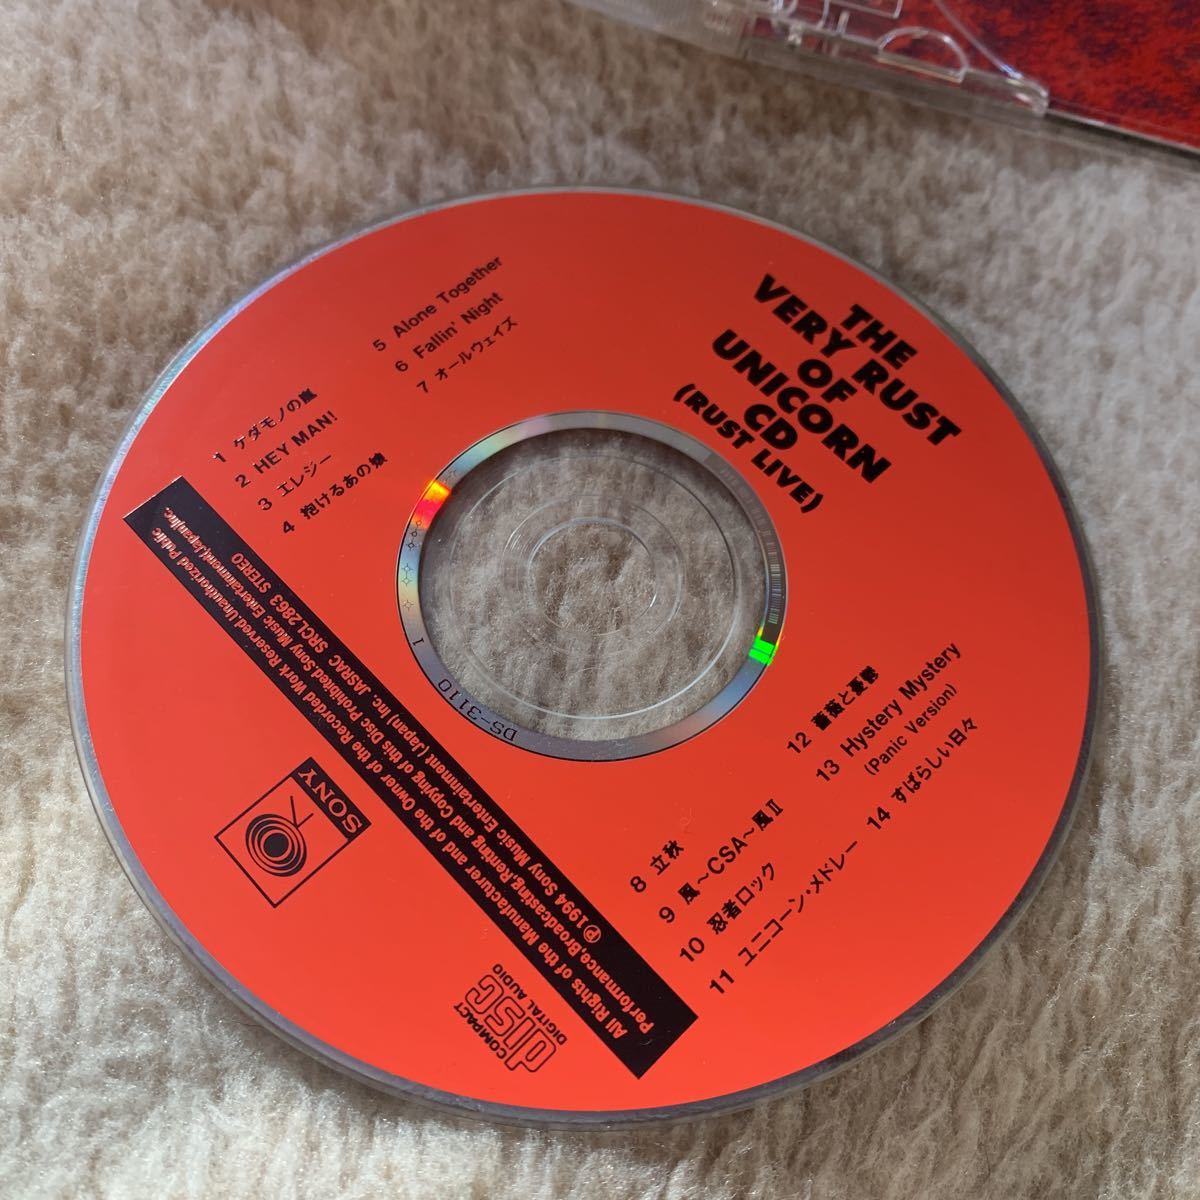 THE
VERY RUST
OF
UNICORN
CD
(RUST LIVE)
1 ケダモノの嵐
2 HEY MAN!
3 エレジー
4 抱けるあの娘
5 Alone Together
6 Fallin' Night
7 オールウェイズ
8 立秋
9 風〜CSA〜風II
10 忍者ロック
11 ユニコーン・メドレー
12 薔薇と憂鬱
13 Hystery Mystery
(Panic Version)
14 すばらしい日々
All Rights of the Manufacturer and of the Owner of the Recorded Work Reserved.Unauthorized Public
Performance,Broadcasting,Renting and Copying of this Disc Prohibited.Sony Music Entertainment(Japan)Inc.
℗1994 Sony Music Entertainment (Japan) Inc. JASRAC SRCL 2863 STEREO
SONY
COMPACT
disc
DIGITAL AUDIO
DS-3110
1